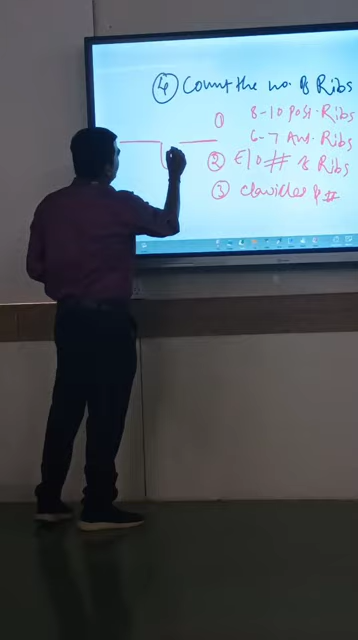 ④ Count the no. of Ribs
① 8-10 Post. Ribs
6-7 Ant. Ribs
② E/O # of Ribs
③ Clavicles #